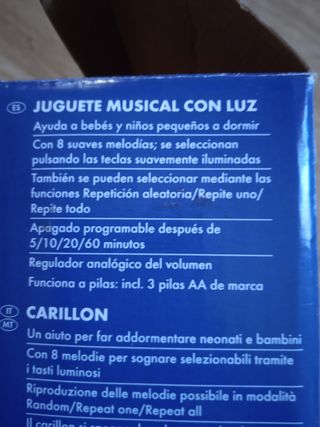 ES JUGUETE MUSICAL CON LUZ
Ayuda a bebés y niños pequeños a dormir
Con 8 suaves melodías; se seleccionan
pulsando las teclas suavemente iluminadas
También se pueden seleccionar mediante las
funciones Repetición aleatoria/Repite uno/
Repite todo
Apagado programable después de
5/10/20/60 minutos
Regulador analógico del volumen
Funciona a pilas: incl. 3 pilas AA de marca
IT
MT
CARILLON
Un aiuto per far addormentare neonati e bambini
Con 8 melodie per sognare selezionabili tramite
i tasti luminosi
Riproduzione delle melodie possibile in modalità
Random/Repeat one/Repeat all
Il carillon si